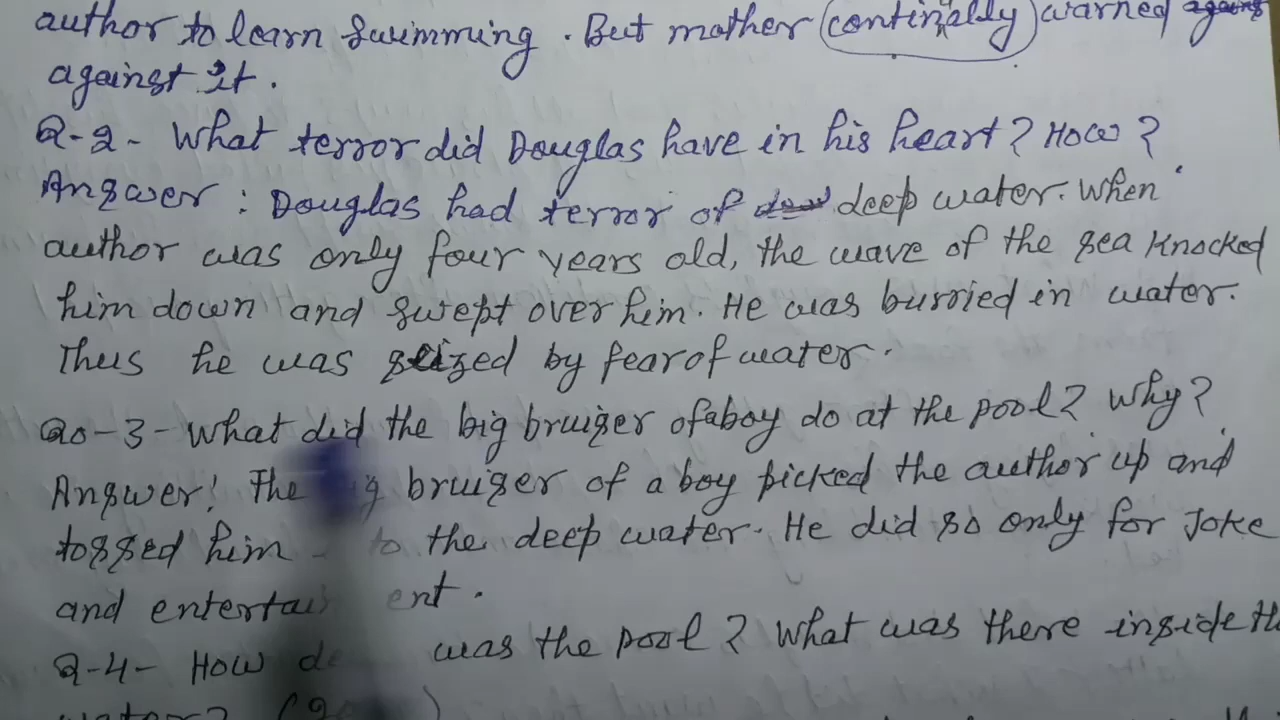 author to learn swimming. But mother continally warned
against it.
Q-2- What terror did Douglas have in his heart? How?
Answer: Douglas had terror of deep water. When
author was only four years old, the wave of the sea knocked
him down and swept over him. He was burried in water.
Thus he was seized by fear of water.
Qo-3- What did the big bruiser of a boy do at the pool? Why?
Answer! The bruiser of a boy picked the author up and
tossed him to the deep water. He did so only for Joke
and
Q-4- How was the pool? What was there inside